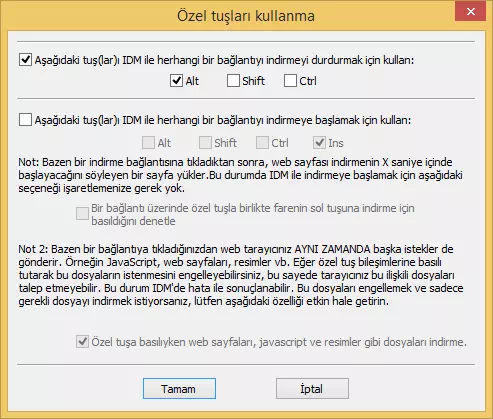 Özel tuşları kullanma
Aşağıdaki tuş(lar)ı IDM ile herhangi bir bağlantıyı indirmeyi durdurmak için kullan:
Alt Shift Ctrl
Aşağıdaki tuş(lar)ı IDM ile herhangi bir bağlantıyı indirmeye başlamak için kullan:
Alt Shift Ctrl Ins
Not: Bazen bir indirme bağlantısına tıkladıktan sonra, web sayfası indirmenin X saniye içinde
başlayacağını söyleyen bir sayfa yükler.Bu durumda IDM ile indirmeye başlamak için aşağıdaki
seçeneği işaretlemenize gerek yok.
Bir bağlantı üzerinde özel tuşla birlikte farenin sol tuşuna indirme için
basıldığını denetle
Not 2: Bazen bir bağlantıya tıkladığınızdan web tarayıcınız AYNI ZAMANDA başka istekler de
gönderir. Örneğin JavaScript, web sayfaları, resimler vb. Eğer özel tuş bileşimlerine basılı
tutarak bu dosyaların istenmesini engelleyebilirsiniz, bu sayede tarayıcınız bu ilişkili dosyaları
talep etmeyebilir. Bu durum IDM'de hata ile sonuçlanabilir. Bu dosyaları engellemek ve sadece
gerekli dosyayı indirmek istiyorsanız, lütfen aşağıdaki özelliği etkin hale getirin.
Özel tuşa basılıyken web sayfaları, javascript ve resimler gibi dosyaları indirme.
Tamam İptal